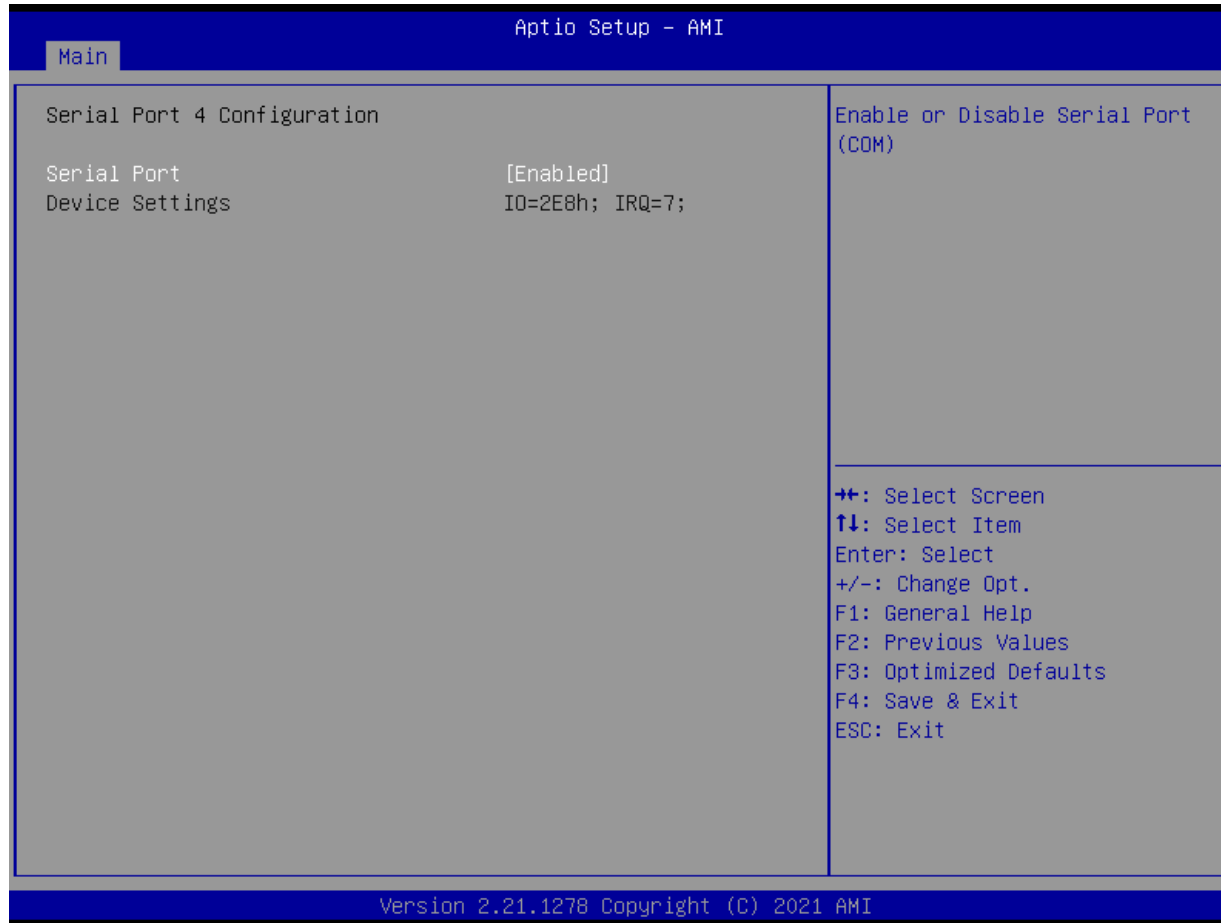 Aptio Setup – AMI
Main
Serial Port 4 Configuration
Serial Port [Enabled]
Device Settings IO=2E8h; IRQ=7;
Enable or Disable Serial Port
(COM)
→←: Select Screen
↑↓: Select Item
Enter: Select
+/-: Change Opt.
F1: General Help
F2: Previous Values
F3: Optimized Defaults
F4: Save & Exit
ESC: Exit
Version 2.21.1278 Copyright (C) 2021 AMI